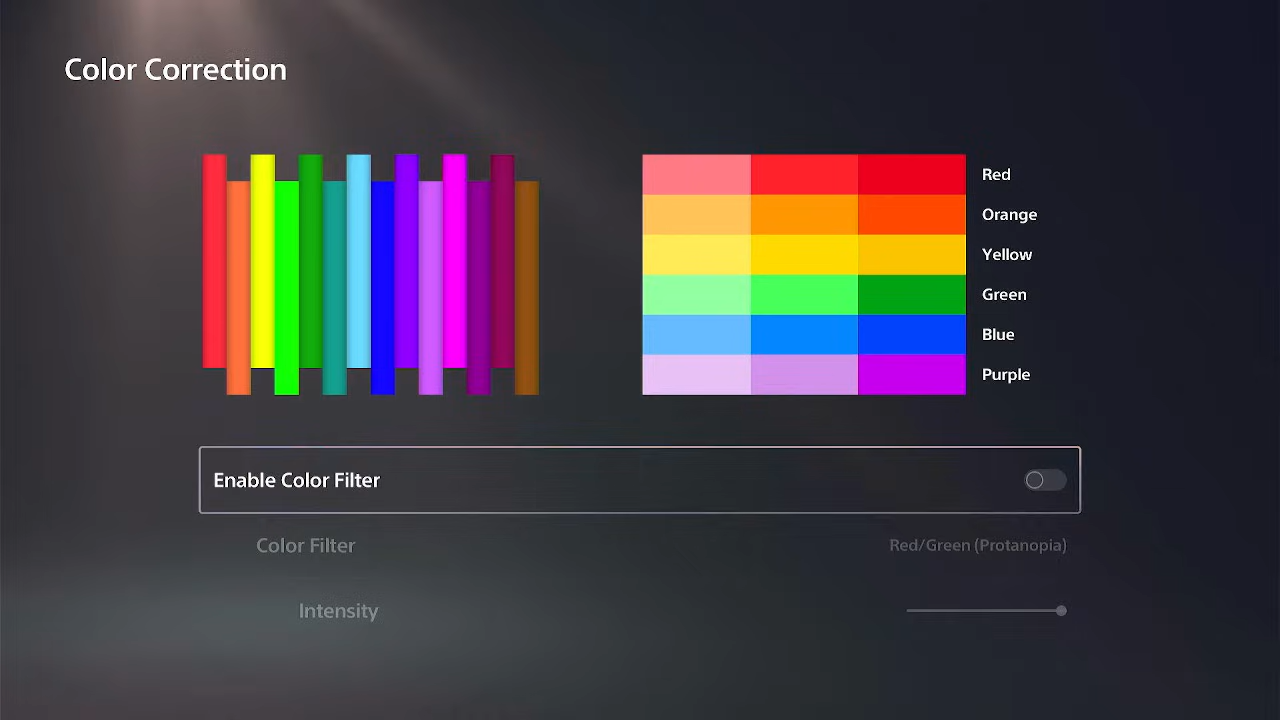 Color Correction
Red
Orange
Yellow
Green
Blue
Purple
Enable Color Filter
Color Filter
Red/Green (Protanopia)
Intensity